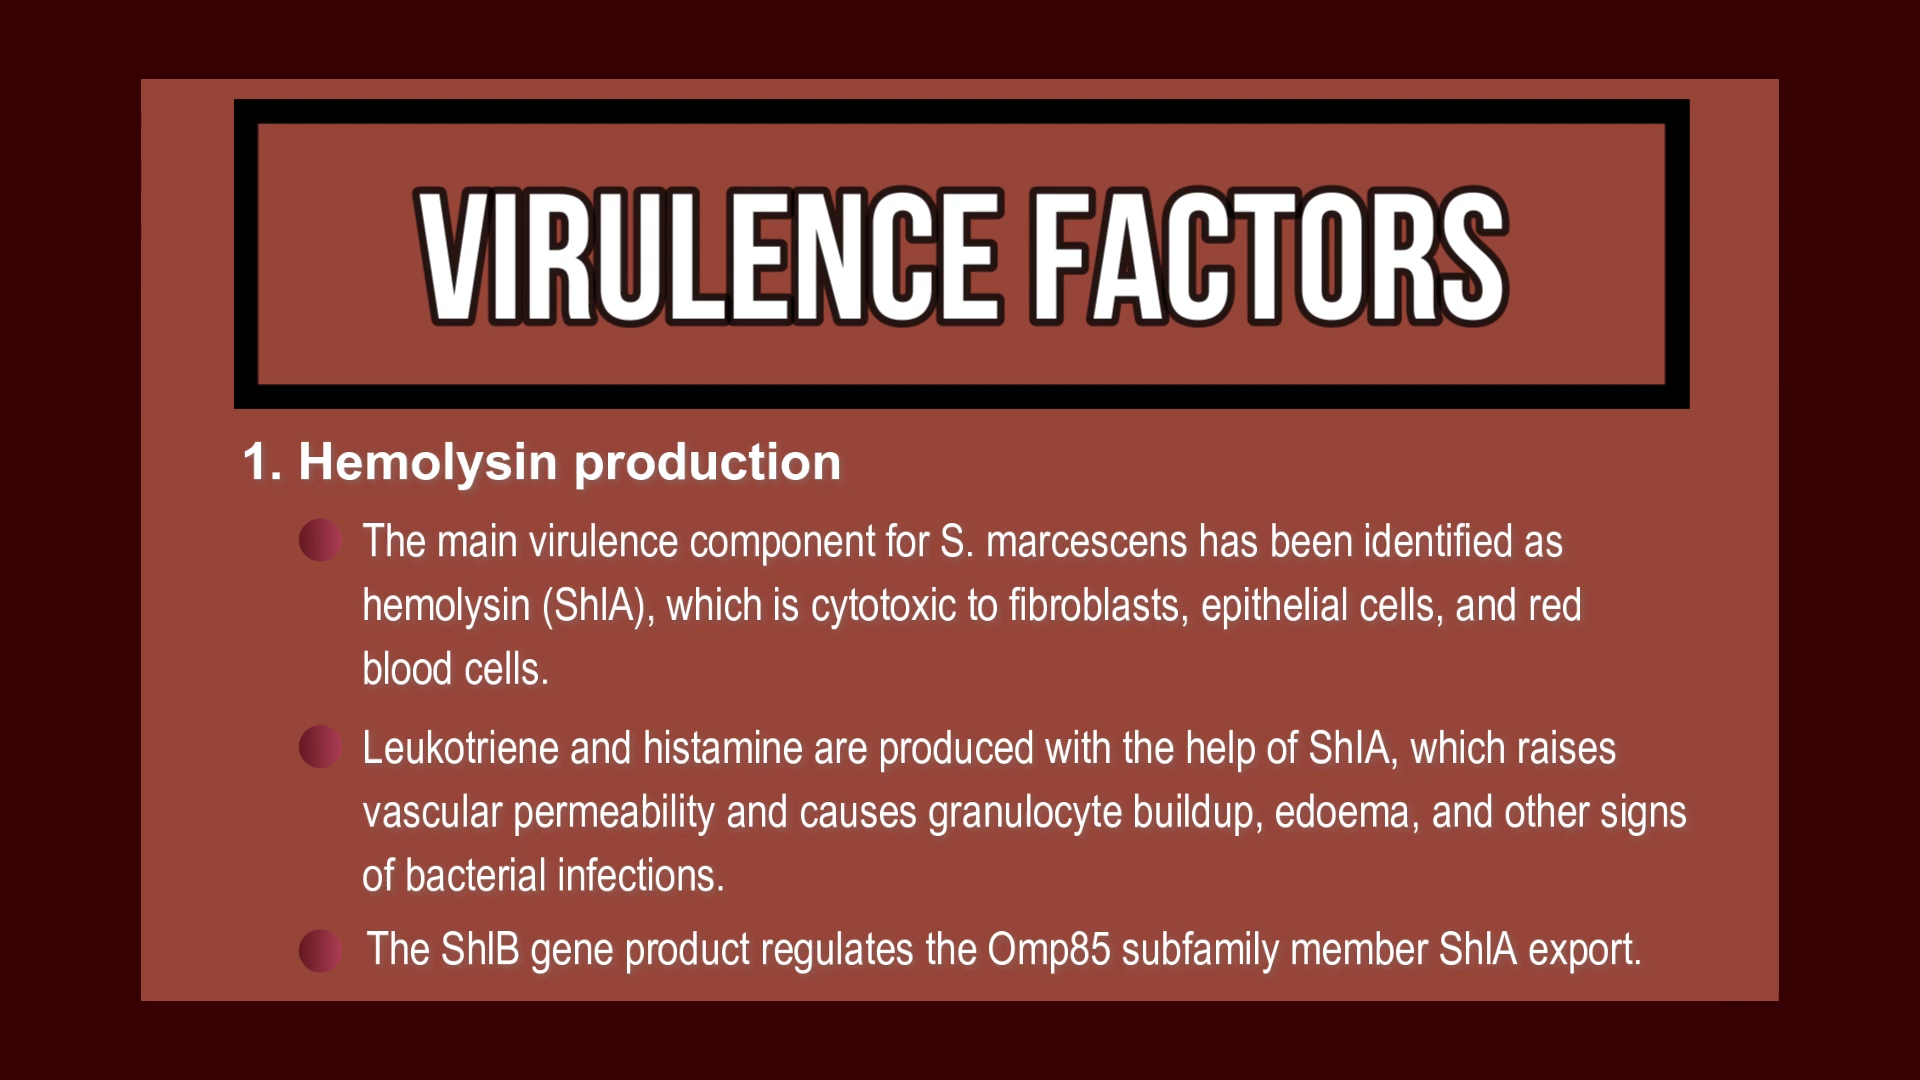 VIRULENCE FACTORS
1. Hemolysin production
The main virulence component for S. marcescens has been identified as
hemolysin (ShlA), which is cytotoxic to fibroblasts, epithelial cells, and red
blood cells.
Leukotriene and histamine are produced with the help of ShlA, which raises
vascular permeability and causes granulocyte buildup, edoema, and other signs
of bacterial infections.
The ShlB gene product regulates the Omp85 subfamily member ShlA export.